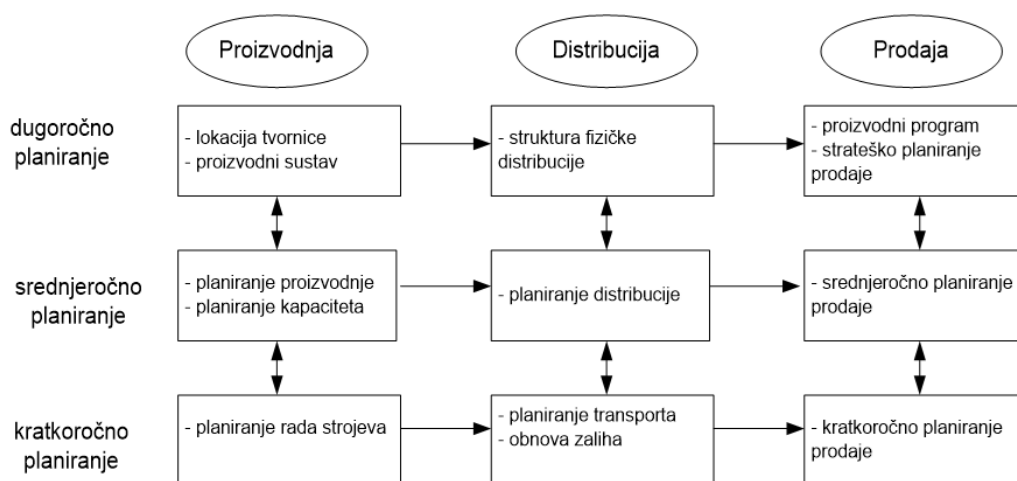 Proizvodnja
Distribucija
Prodaja
dugoročno
planiranje
- lokacija tvornice
- proizvodni sustav
- struktura fizičke
distribucije
- proizvodni program
- strateško planiranje
prodaje
srednjeročno
planiranje
- planiranje proizvodnje
- planiranje kapaciteta
- planiranje distribucije
- srednjeročno planiranje
prodaje
kratkoročno
planiranje
- planiranje rada strojeva
- planiranje transporta
- obnova zaliha
- kratkoročno planiranje
prodaje